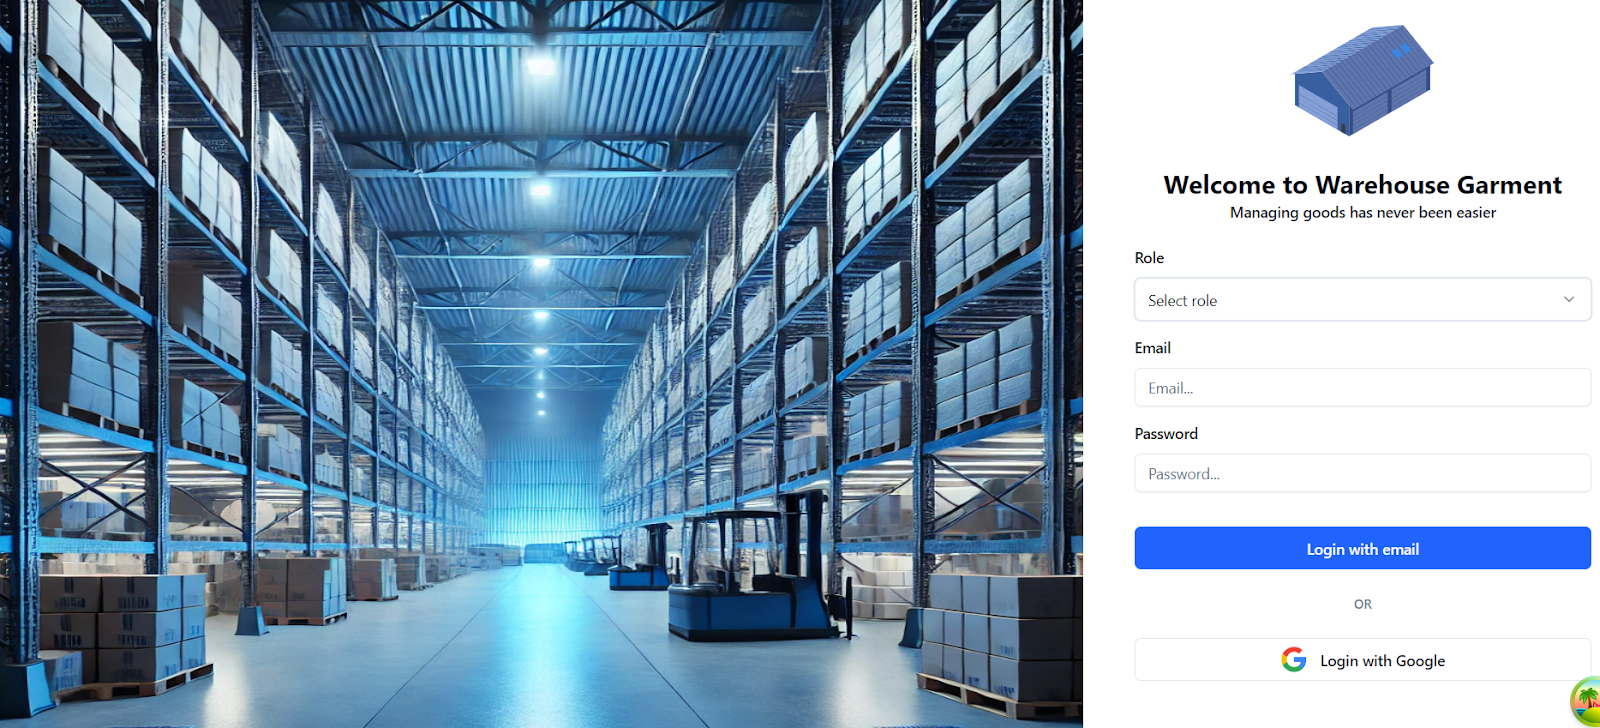 Welcome to Warehouse Garment
Managing goods has never been easier
Role
Select role
Email
Email...
Password
Password...
Login with email
OR
Login with Google